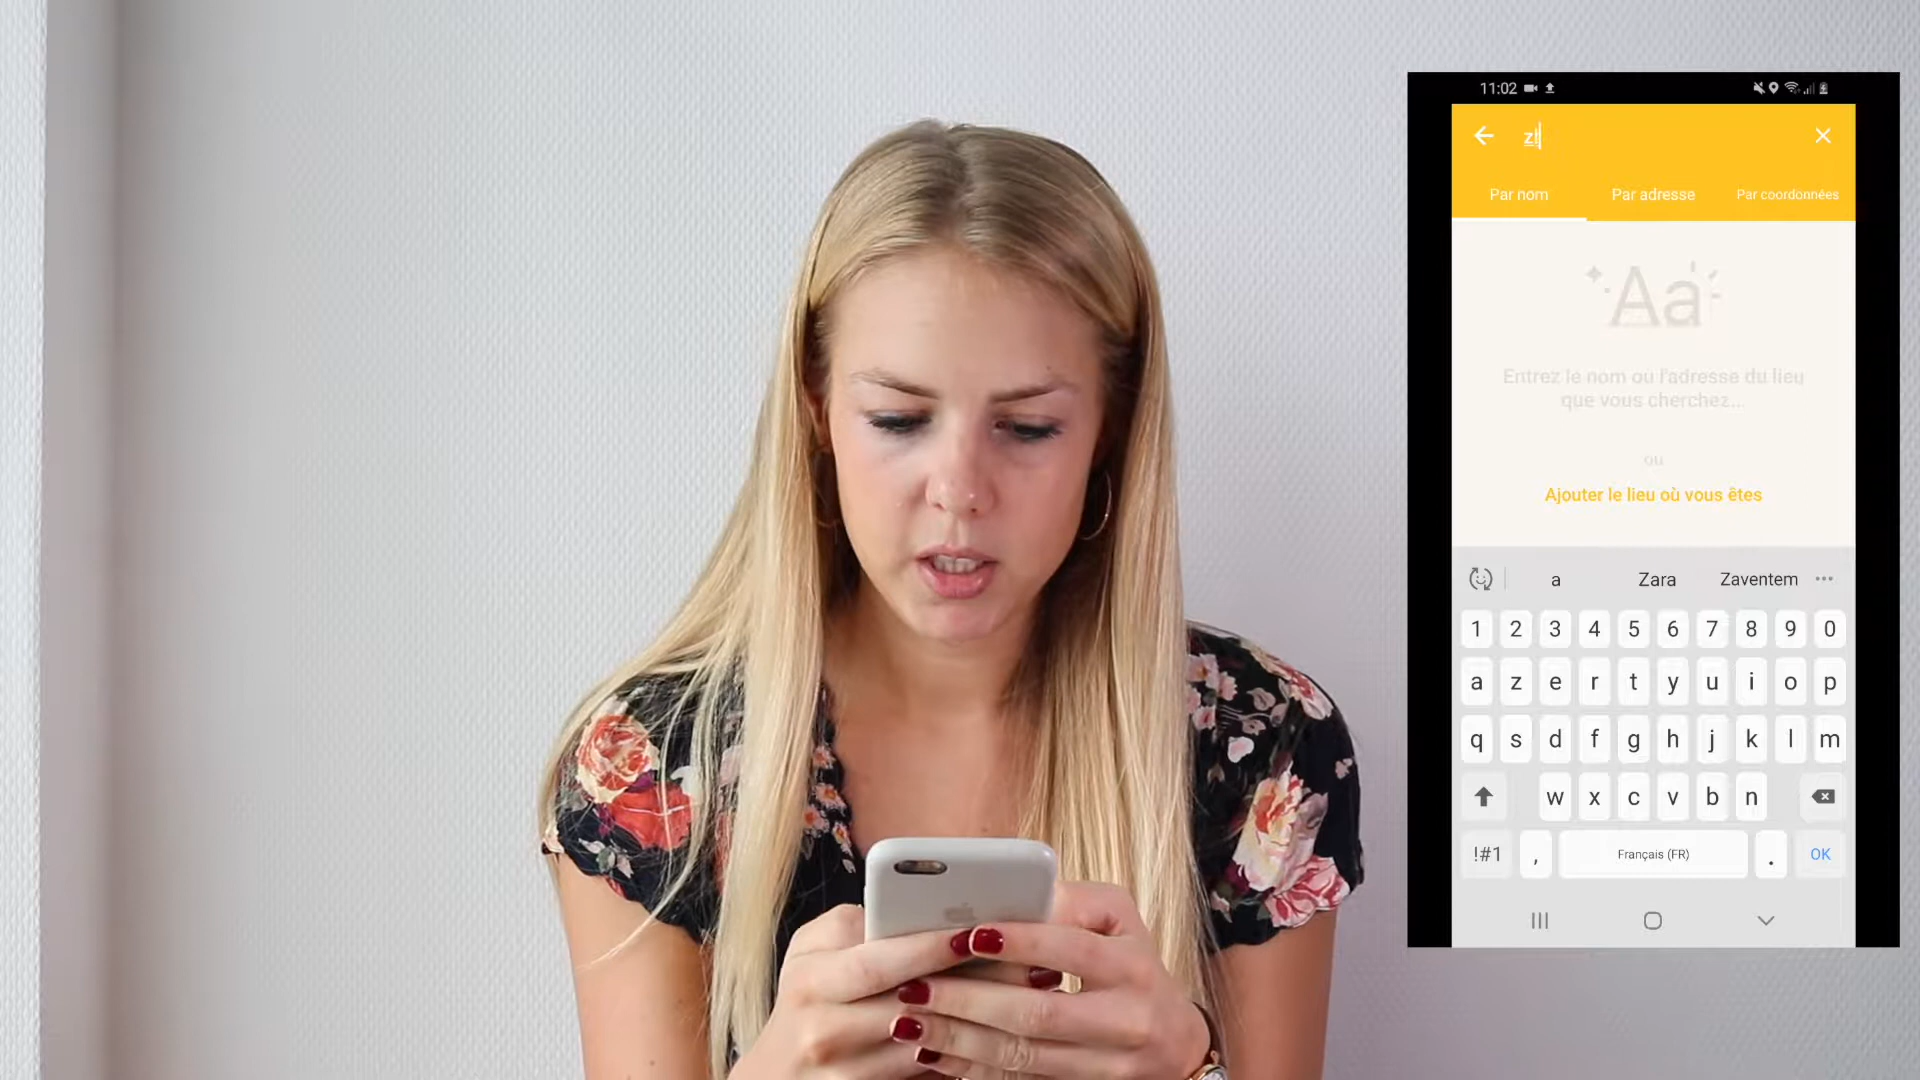 11:02
Par nom
Par adresse
Par coordonnées
Aa
Entrez le nom ou l'adresse du lieu
que vous cherchez...
ou
Ajouter le lieu où vous êtes
a Zara Zaventem ...
1 2 3 4 5 6 7 8 9 0
a z e r t y u i o p
q s d f g h j k l m
w x c v b n
!#1 , Français (FR) . OK